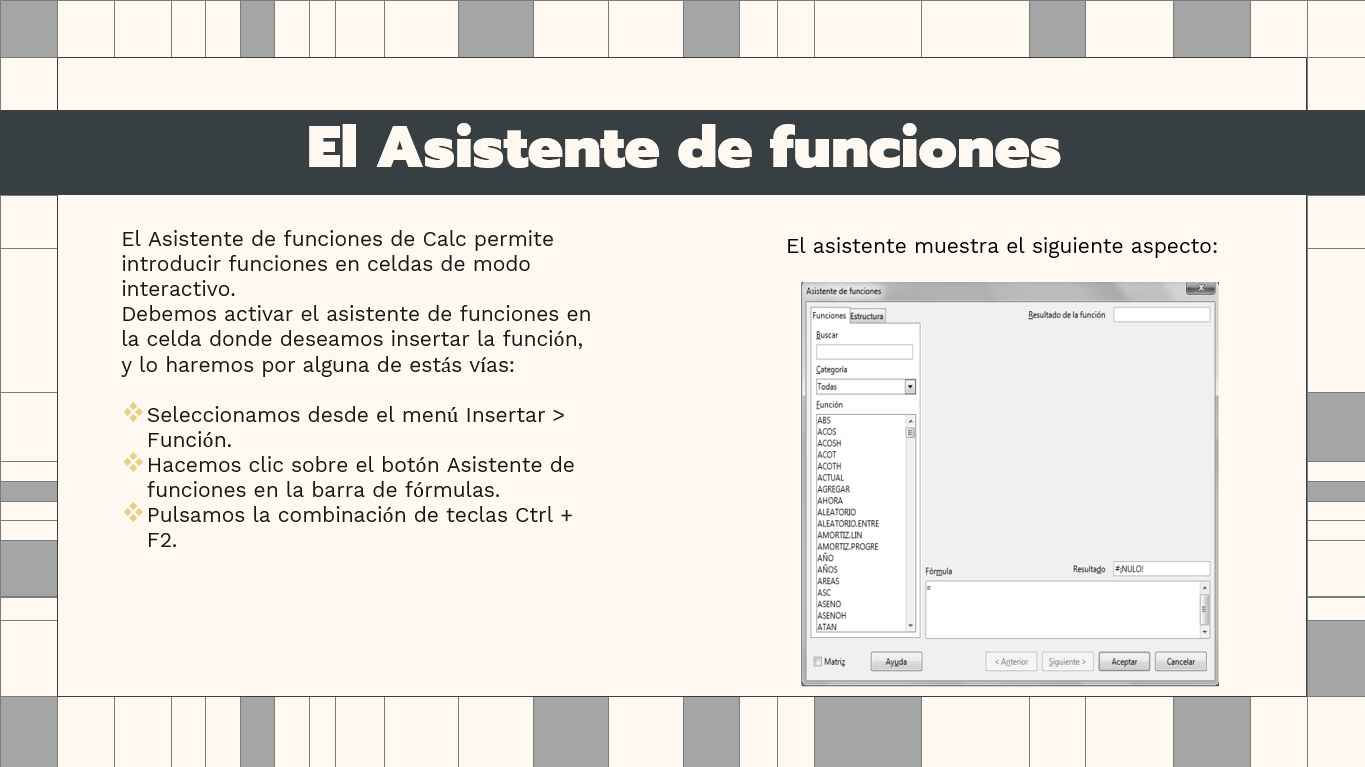 El Asistente de funciones
El Asistente de funciones de Calc permite
introducir funciones en celdas de modo
interactivo.
Debemos activar el asistente de funciones en
la celda donde deseamos insertar la función,
y lo haremos por alguna de estás vías:
Seleccionamos desde el menú Insertar >
Función.
Hacemos clic sobre el botón Asistente de
funciones en la barra de fórmulas.
Pulsamos la combinación de teclas Ctrl +
F2.
El asistente muestra el siguiente aspecto:
Asistente de funciones
Funciones Estructura
Resultado de la función
Buscar
Categoría
Todas
Función
ABS
ACOS
ACOSH
ACOT
ACOTH
ACTUAL
AGREGAR
AHORA
ALEATORIO
ALEATORIO.ENTRE
AMORTIZ.LIN
AMORTIZ.PROGRE
AÑO
AÑOS
AREAS
ASC
ASENO
ASENOH
ATAN
Fórmula
Resultado #¡NULO!
=
Matriz
Ayuda
< Anterior
Siguiente >
Aceptar
Cancelar